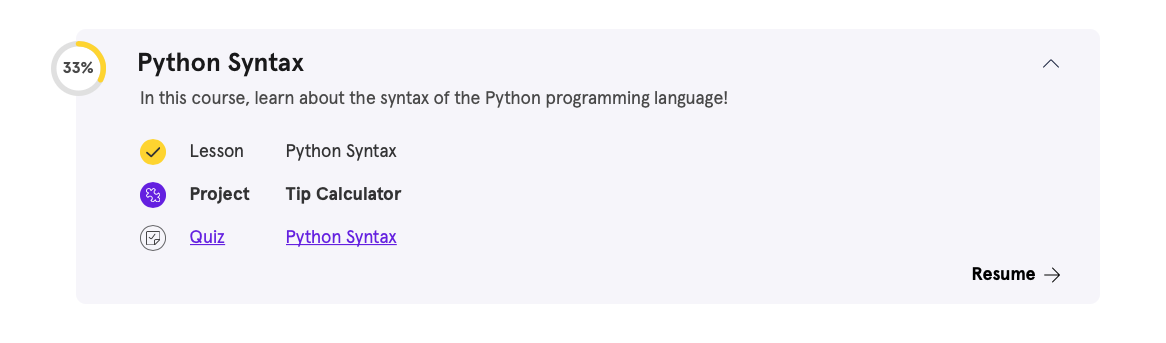 33%
Python Syntax
In this course, learn about the syntax of the Python programming language!
Lesson Python Syntax
Project Tip Calculator
Quiz Python Syntax
Resume